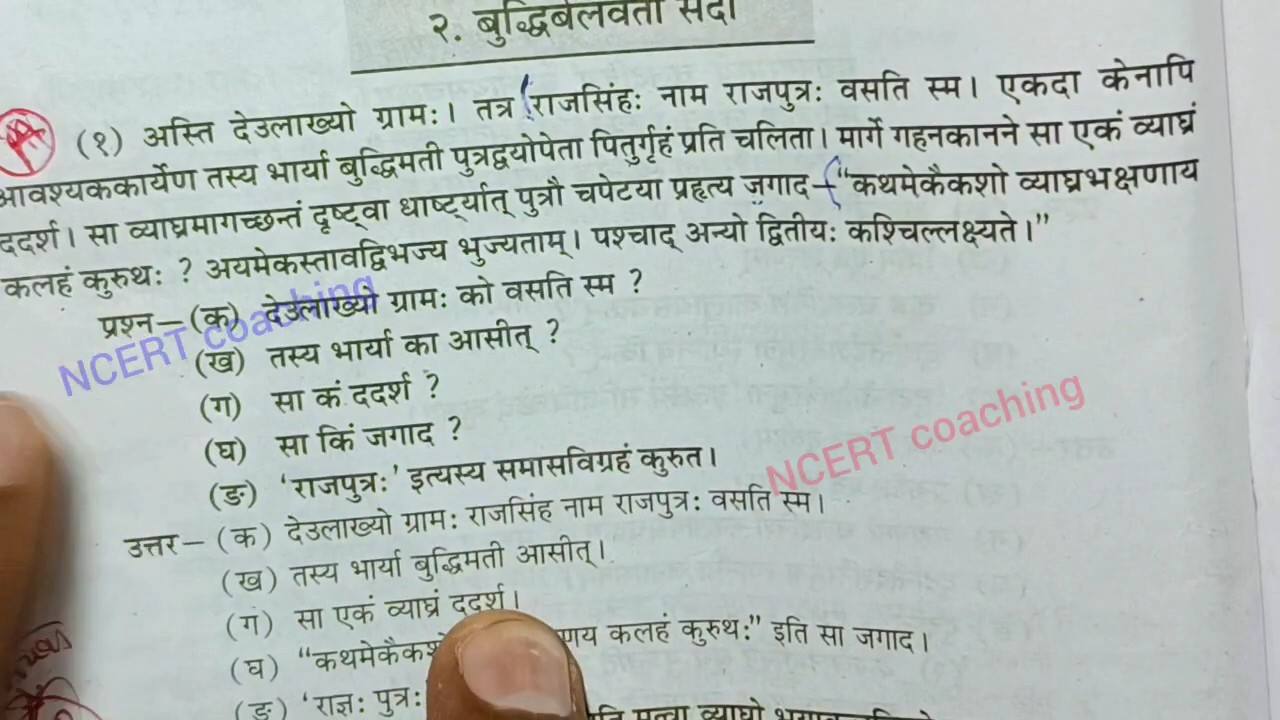 २. बुद्धिर्बलवती सदा
(१) अस्ति देउलाख्यो ग्रामः। तत्र राजसिंहः नाम राजपुत्रः वसति स्म। एकदा केनापि
आवश्यककार्येण तस्य भार्या बुद्धिमती पुत्रद्वयोपेता पितुर्गृहं प्रति चलिता। मार्गे गहनकानने सा एकं व्याघ्रं
ददर्श। सा व्याघ्रमागच्छन्तं दृष्ट्वा धाष्ट्र्यात् पुत्रौ चपेटया प्रहृत्य जगाद–“कथमेकैकशो व्याघ्रभक्षणाय
कलहं कुरुथः ? अयमेकस्तावद्विभज्य भुज्यताम्। पश्चाद् अन्यो द्वितीयः कश्चिल्लक्ष्यते।”
प्रश्न–(क) देउलाख्यो ग्रामः को वसति स्म ?
(ख) तस्य भार्या का आसीत् ?
(ग) सा कं ददर्श ?
(घ) सा किं जगाद ?
(ङ) ‘राजपुत्रः’ इत्यस्य समासविग्रहं कुरुत।
उत्तर–(क) देउलाख्यो ग्रामः राजसिंह नाम राजपुत्रः वसति स्म।
(ख) तस्य भार्या बुद्धिमती आसीत्।
(ग) सा एकं व्याघ्रं ददर्श।
(घ) “कथमेकैकशो कलहं कुरुथः” इति सा जगाद।
(ङ) ‘राज्ञः पुत्रः
NCERT coaching
NCERT coaching